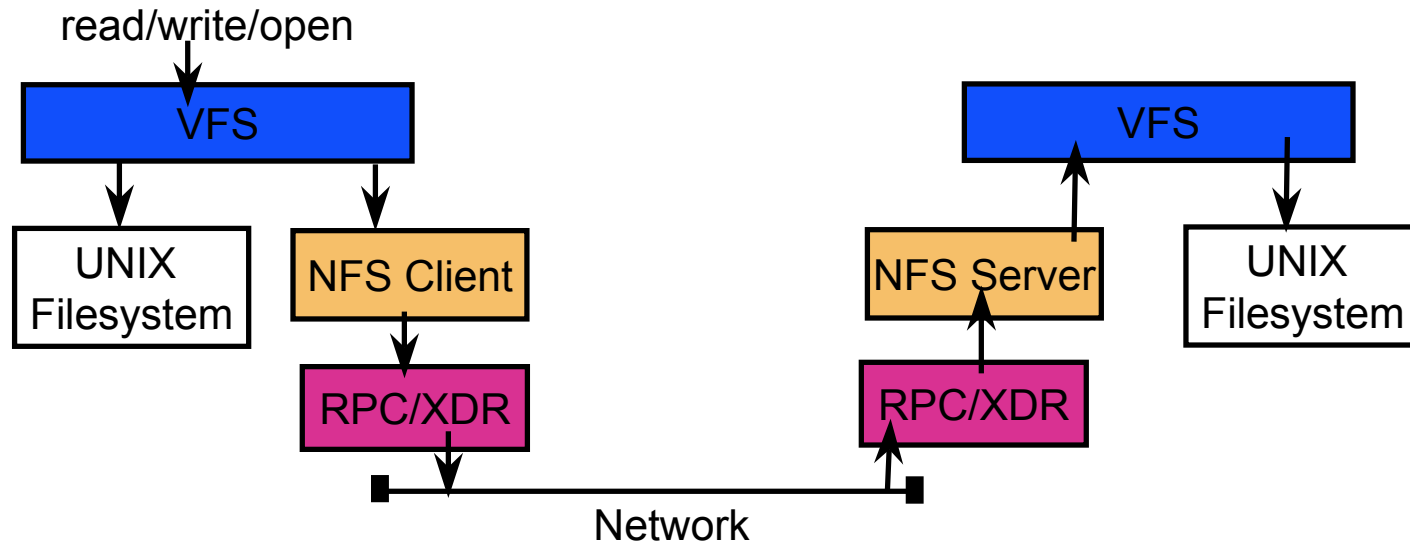 read/write/open
VFS
UNIX
Filesystem
NFS Client
RPC/XDR
Network
VFS
NFS Server
UNIX
Filesystem
RPC/XDR